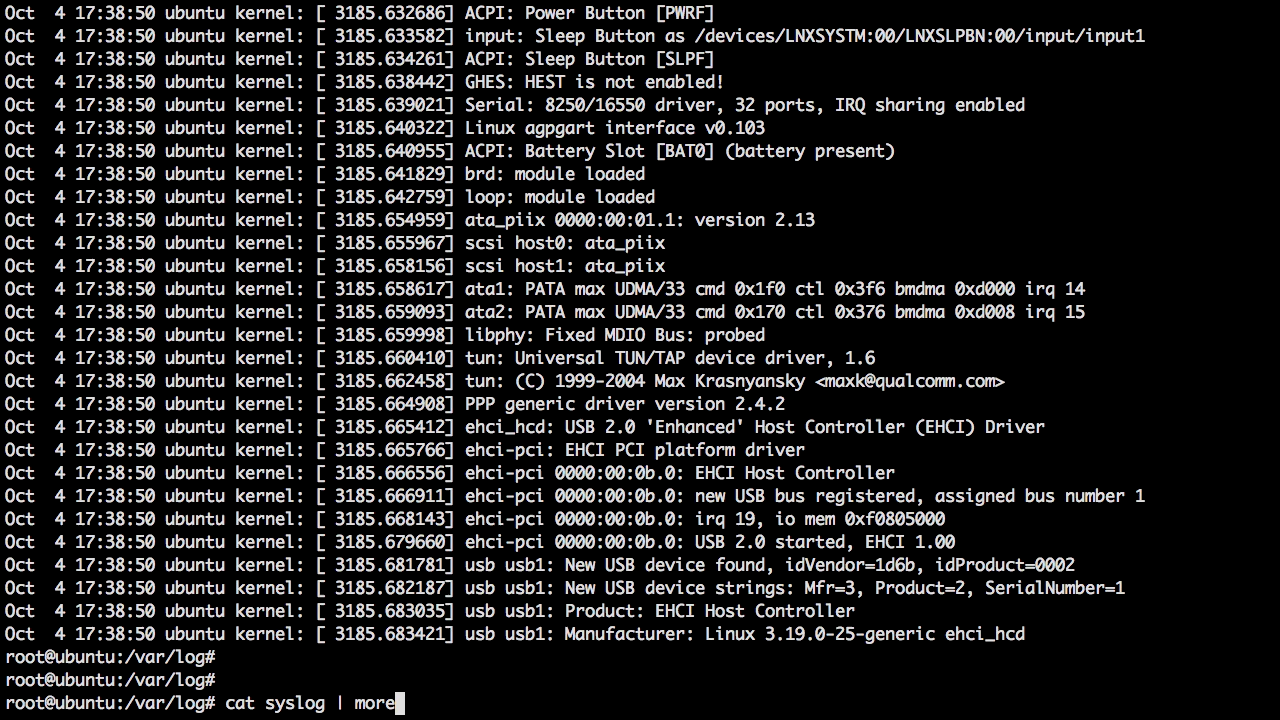 Oct  4 17:38:50 ubuntu kernel: [ 3185.632686] ACPI: Power Button [PWRF]
Oct  4 17:38:50 ubuntu kernel: [ 3185.633582] input: Sleep Button as /devices/LNXSYSTM:00/LNXSLPBN:00/input/input1
Oct  4 17:38:50 ubuntu kernel: [ 3185.634261] ACPI: Sleep Button [SLPF]
Oct  4 17:38:50 ubuntu kernel: [ 3185.638442] GHES: HEST is not enabled!
Oct  4 17:38:50 ubuntu kernel: [ 3185.639021] Serial: 8250/16550 driver, 32 ports, IRQ sharing enabled
Oct  4 17:38:50 ubuntu kernel: [ 3185.640322] Linux agpgart interface v0.103
Oct  4 17:38:50 ubuntu kernel: [ 3185.640955] ACPI: Battery Slot [BAT0] (battery present)
Oct  4 17:38:50 ubuntu kernel: [ 3185.641829] brd: module loaded
Oct  4 17:38:50 ubuntu kernel: [ 3185.642759] loop: module loaded
Oct  4 17:38:50 ubuntu kernel: [ 3185.654959] ata_piix 0000:00:01.1: version 2.13
Oct  4 17:38:50 ubuntu kernel: [ 3185.655967] scsi host0: ata_piix
Oct  4 17:38:50 ubuntu kernel: [ 3185.658156] scsi host1: ata_piix
Oct  4 17:38:50 ubuntu kernel: [ 3185.658617] ata1: PATA max UDMA/33 cmd 0x1f0 ctl 0x3f6 bmdma 0xd000 irq 14
Oct  4 17:38:50 ubuntu kernel: [ 3185.659093] ata2: PATA max UDMA/33 cmd 0x170 ctl 0x376 bmdma 0xd008 irq 15
Oct  4 17:38:50 ubuntu kernel: [ 3185.659998] libphy: Fixed MDIO Bus: probed
Oct  4 17:38:50 ubuntu kernel: [ 3185.660410] tun: Universal TUN/TAP device driver, 1.6
Oct  4 17:38:50 ubuntu kernel: [ 3185.662458] tun: (C) 1999-2004 Max Krasnyansky <maxk@qualcomm.com>
Oct  4 17:38:50 ubuntu kernel: [ 3185.664908] PPP generic driver version 2.4.2
Oct  4 17:38:50 ubuntu kernel: [ 3185.665412] ehci_hcd: USB 2.0 'Enhanced' Host Controller (EHCI) Driver
Oct  4 17:38:50 ubuntu kernel: [ 3185.665766] ehci-pci: EHCI PCI platform driver
Oct  4 17:38:50 ubuntu kernel: [ 3185.666556] ehci-pci 0000:00:0b.0: EHCI Host Controller
Oct  4 17:38:50 ubuntu kernel: [ 3185.666911] ehci-pci 0000:00:0b.0: new USB bus registered, assigned bus number 1
Oct  4 17:38:50 ubuntu kernel: [ 3185.668143] ehci-pci 0000:00:0b.0: irq 19, io mem 0xf0805000
Oct  4 17:38:50 ubuntu kernel: [ 3185.679660] ehci-pci 0000:00:0b.0: USB 2.0 started, EHCI 1.00
Oct  4 17:38:50 ubuntu kernel: [ 3185.681781] usb usb1: New USB device found, idVendor=1d6b, idProduct=0002
Oct  4 17:38:50 ubuntu kernel: [ 3185.682187] usb usb1: New USB device strings: Mfr=3, Product=2, SerialNumber=1
Oct  4 17:38:50 ubuntu kernel: [ 3185.683035] usb usb1: Product: EHCI Host Controller
Oct  4 17:38:50 ubuntu kernel: [ 3185.683421] usb usb1: Manufacturer: Linux 3.19.0-25-generic ehci_hcd
root@ubuntu:/var/log#
root@ubuntu:/var/log#
root@ubuntu:/var/log# cat syslog | more